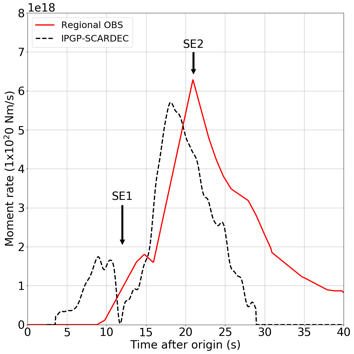 1e18
Regional OBS
IPGP-SCARDEC
SE2
SE1
Moment rate (1x10^20 Nm/s)
8
7
6
5
4
3
2
1
0
0 5 10 15 20 25 30 35 40
Time after origin (s)